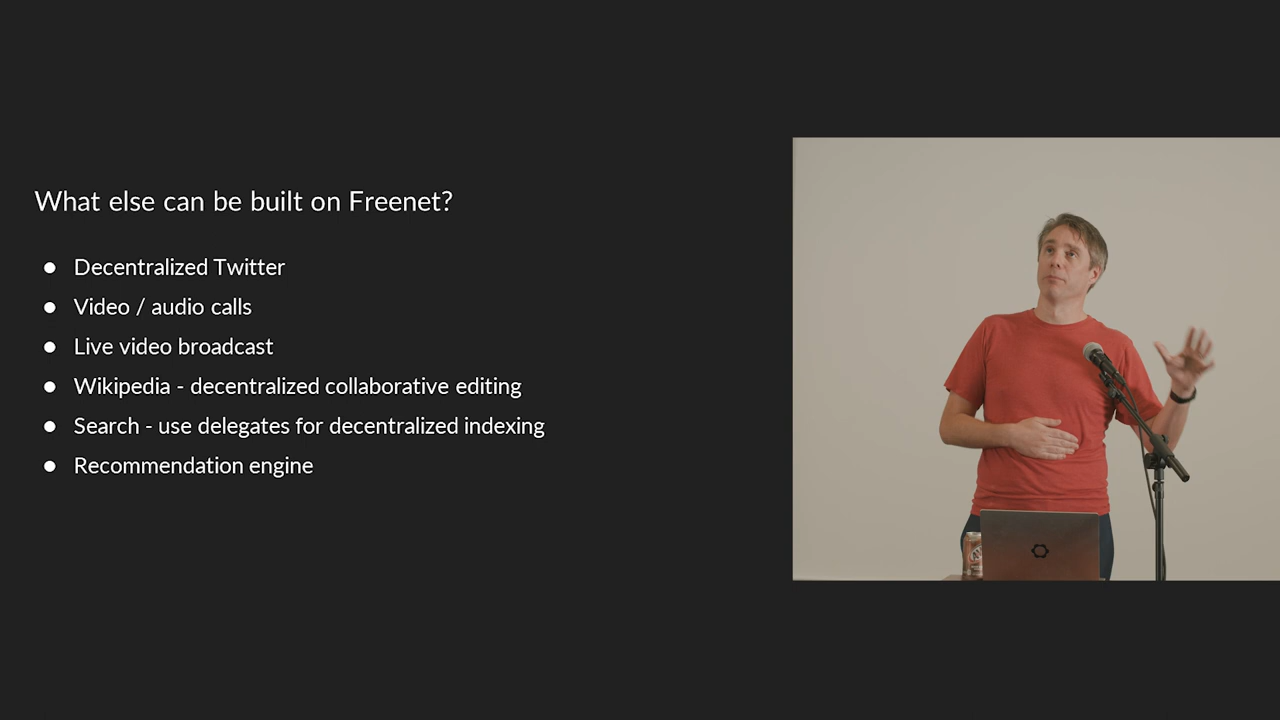 What else can be built on Freenet?
● Decentralized Twitter
● Video / audio calls
● Live video broadcast
● Wikipedia - decentralized collaborative editing
● Search - use delegates for decentralized indexing
● Recommendation engine